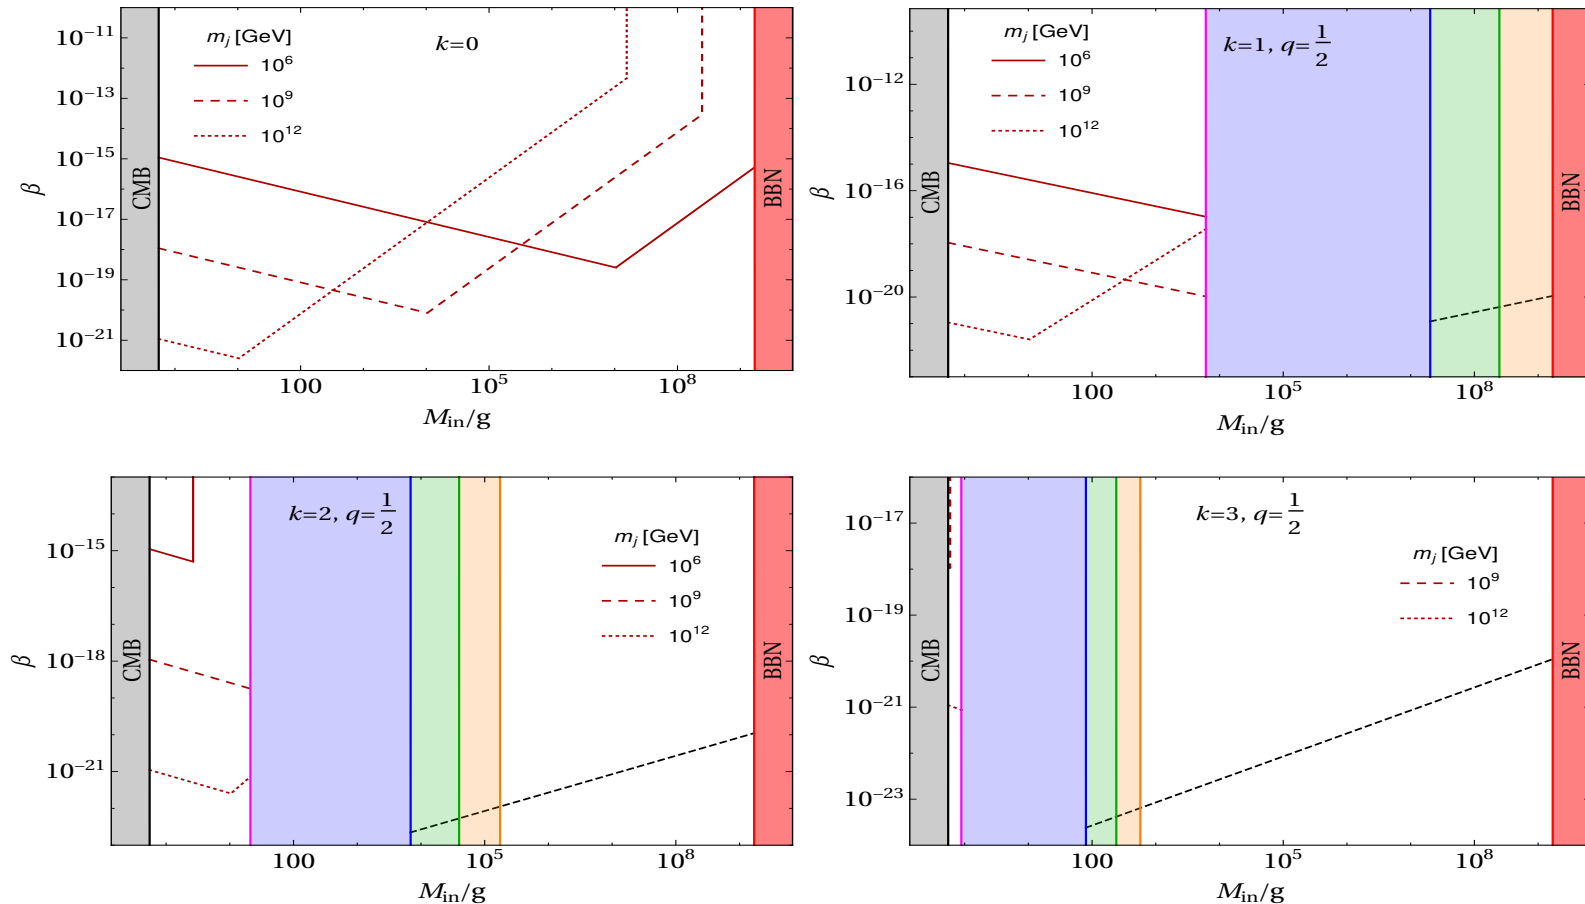 m_j [GeV]
k=0
10^6
10^9
10^12
10^-11
10^-13
10^-15
10^-17
10^-19
10^-21
β
CMB
BBN
100
10^5
10^8
M_in/g
m_j [GeV]
k=1, q=1/2
10^6
10^9
10^12
10^-12
10^-16
10^-20
β
CMB
BBN
100
10^5
10^8
M_in/g
k=2, q=1/2
m_j [GeV]
10^6
10^9
10^12
10^-15
10^-18
10^-21
β
CMB
BBN
100
10^5
10^8
M_in/g
k=3, q=1/2
m_j [GeV]
10^9
10^12
10^-17
10^-19
10^-21
10^-23
β
CMB
BBN
100
10^5
10^8
M_in/g